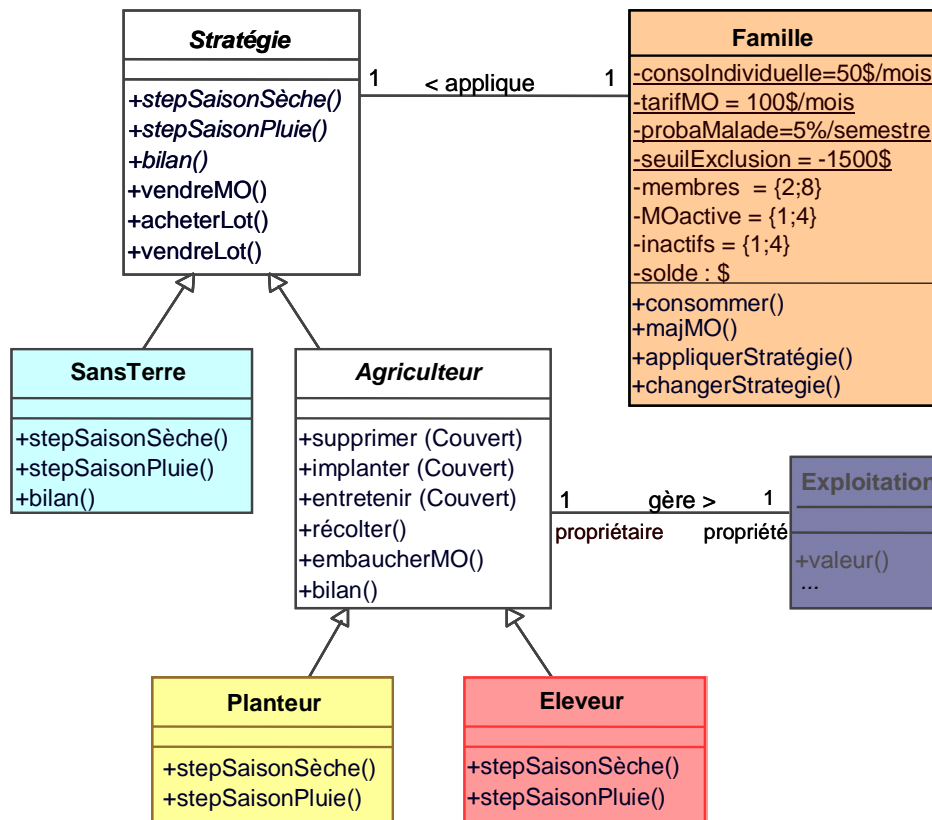 Stratégie
+stepSaisonSèche()
+stepSaisonPluie()
+bilan()
+vendreMO()
+acheterLot()
+vendreLot()
1 < applique 1
Famille
-consoIndividuelle=50$/mois
-tarifMO = 100$/mois
-probaMalade=5%/semestre
-seuilExclusion = -1500$
-membres = {2;8}
-MOactive = {1;4}
-inactifs = {1;4}
-solde : $
+consommer()
+majMO()
+appliquerStratégie()
+changerStrategie()
SansTerre
+stepSaisonSèche()
+stepSaisonPluie()
+bilan()
Agriculteur
+supprimer (Couvert)
+implanter (Couvert)
+entretenir (Couvert)
+récolter()
+embaucherMO()
+bilan()
1 gère > 1
propriétaire propriété
Exploitation
+valeur()
...
Planteur
+stepSaisonSèche()
+stepSaisonPluie()
Eleveur
+stepSaisonSèche()
+stepSaisonPluie()